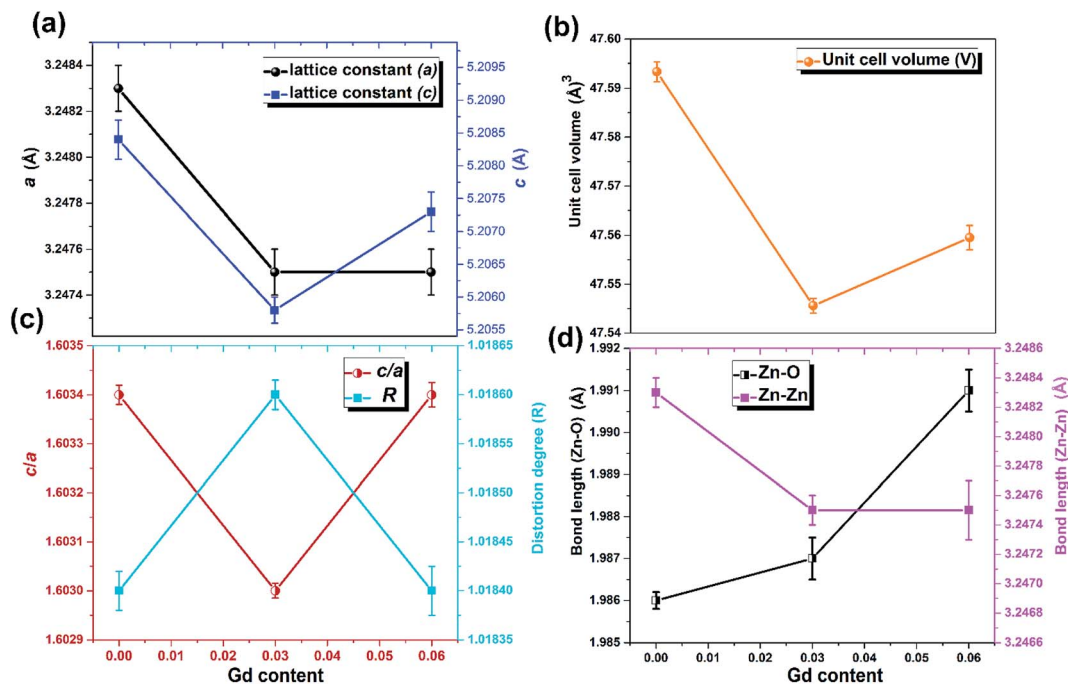 (a)
lattice constant (a)
lattice constant (c)
a (Å)
3.2484
3.2482
3.2480
3.2478
3.2476
3.2474
c (Å)
5.2095
5.2090
5.2085
5.2080
5.2075
5.2070
5.2065
5.2060
5.2055
(b)
Unit cell volume (V)
Unit cell volume (Å)3
47.60
47.59
47.58
47.57
47.56
47.55
47.54
(c)
c/a
R
c/a
1.6035
1.6034
1.6033
1.6032
1.6031
1.6030
1.6029
Distortion degree (R)
1.01865
1.01860
1.01855
1.01850
1.01845
1.01840
1.01835
0.00 0.01 0.02 0.03 0.04 0.05 0.06
Gd content
(d)
Zn-O
Zn-Zn
Bond length (Zn-O) (Å)
1.992
1.991
1.990
1.989
1.988
1.987
1.986
1.985
Bond length (Zn-Zn) (Å)
3.2486
3.2484
3.2482
3.2480
3.2478
3.2476
3.2474
3.2472
3.2470
3.2468
3.2466
0.00 0.01 0.02 0.03 0.04 0.05 0.06
Gd content